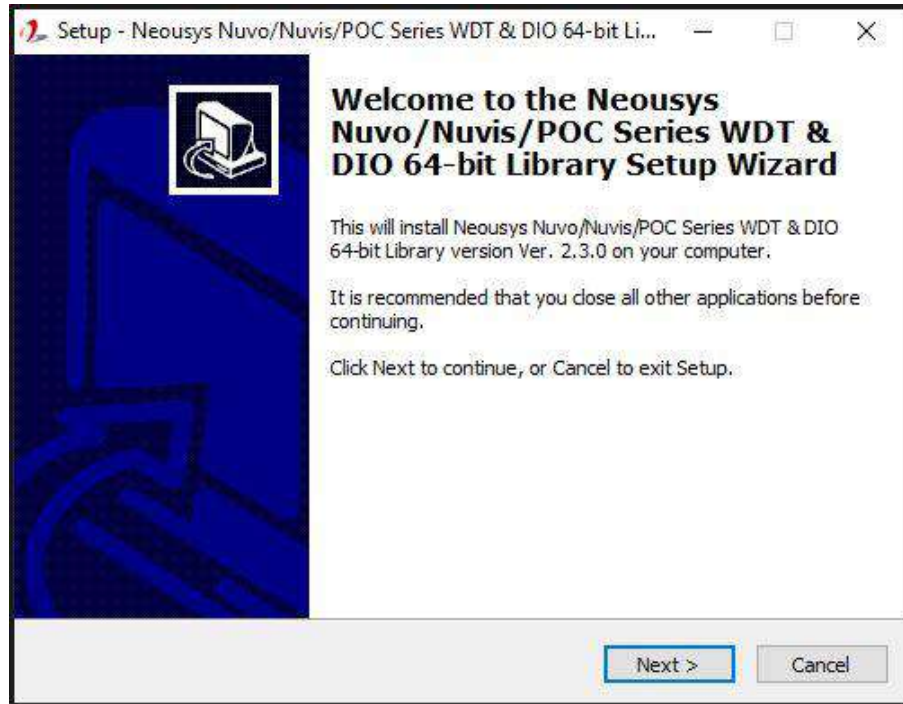 Setup - Neousys Nuvo/Nuvis/POC Series WDT & DIO 64-bit Li...
Welcome to the Neousys
Nuvo/Nuvis/POC Series WDT &
DIO 64-bit Library Setup Wizard
This will install Neousys Nuvo/Nuvis/POC Series WDT & DIO
64-bit Library version Ver. 2.3.0 on your computer.
It is recommended that you close all other applications before
continuing.
Click Next to continue, or Cancel to exit Setup.
Next >
Cancel